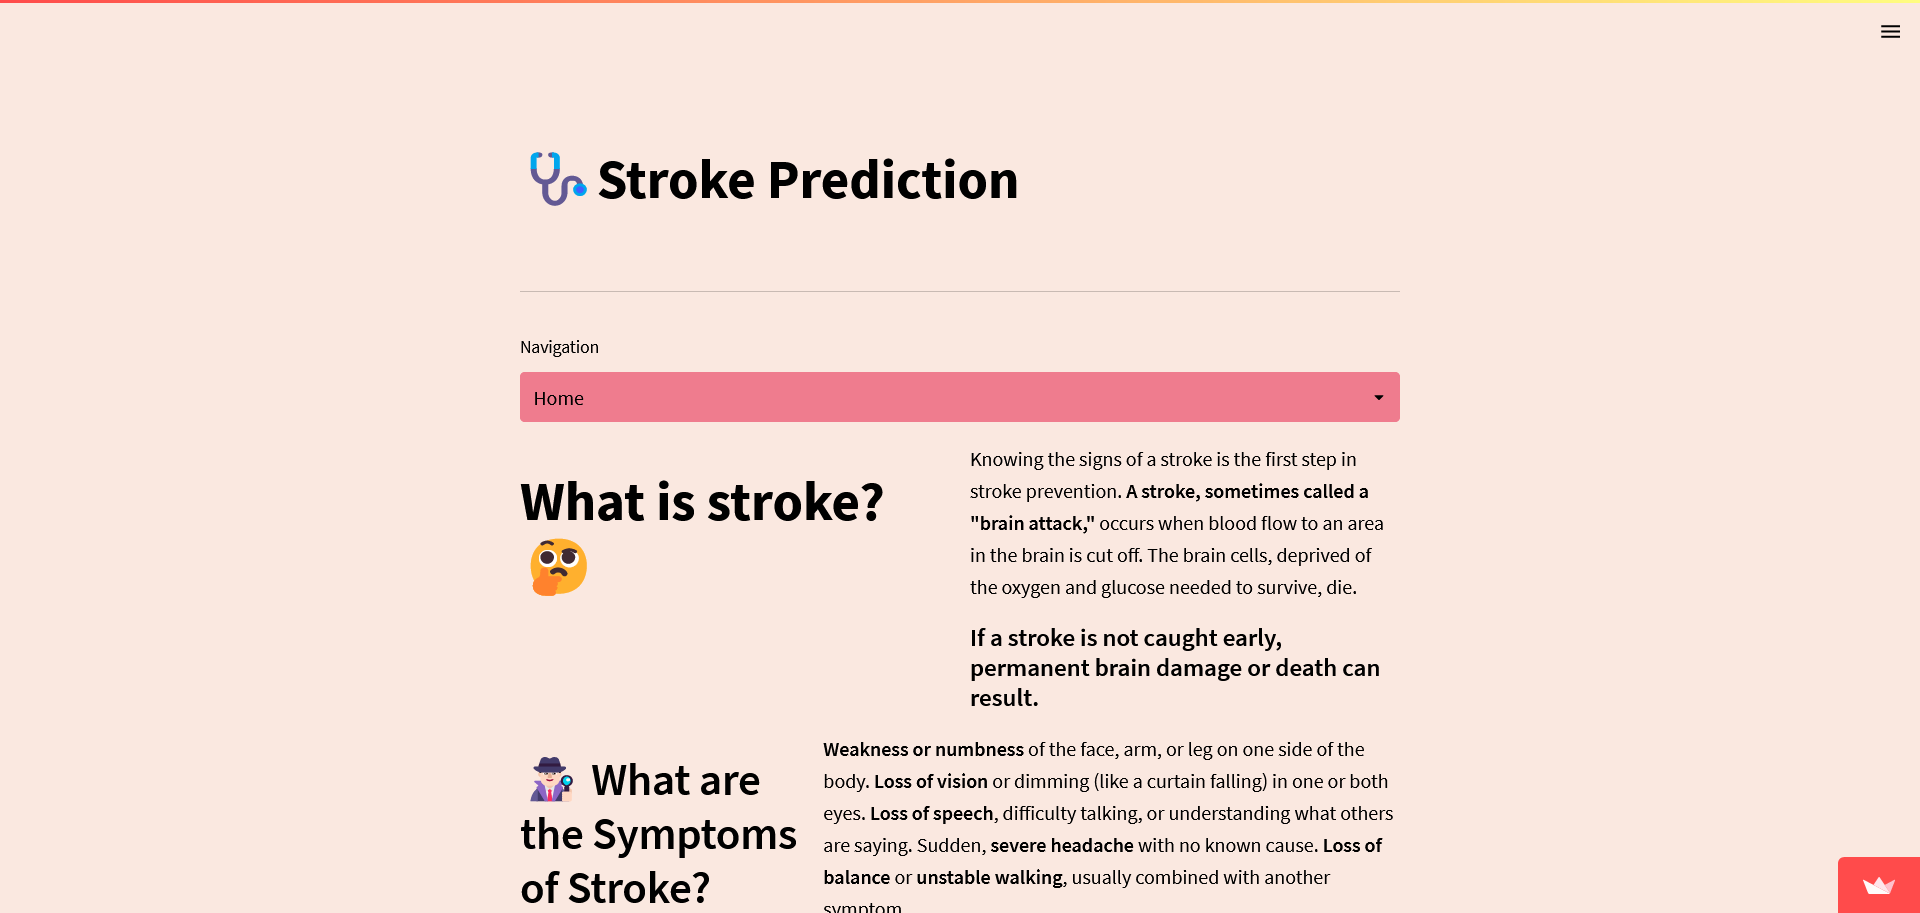 Stroke Prediction
Navigation
Home
What is stroke?
Knowing the signs of a stroke is the first step in
stroke prevention. A stroke, sometimes called a
"brain attack," occurs when blood flow to an area
in the brain is cut off. The brain cells, deprived of
the oxygen and glucose needed to survive, die.
If a stroke is not caught early,
permanent brain damage or death can
result.
What are
the Symptoms
of Stroke?
Weakness or numbness of the face, arm, or leg on one side of the
body. Loss of vision or dimming (like a curtain falling) in one or both
eyes. Loss of speech, difficulty talking, or understanding what others
are saying. Sudden, severe headache with no known cause. Loss of
balance or unstable walking, usually combined with another
symptom.